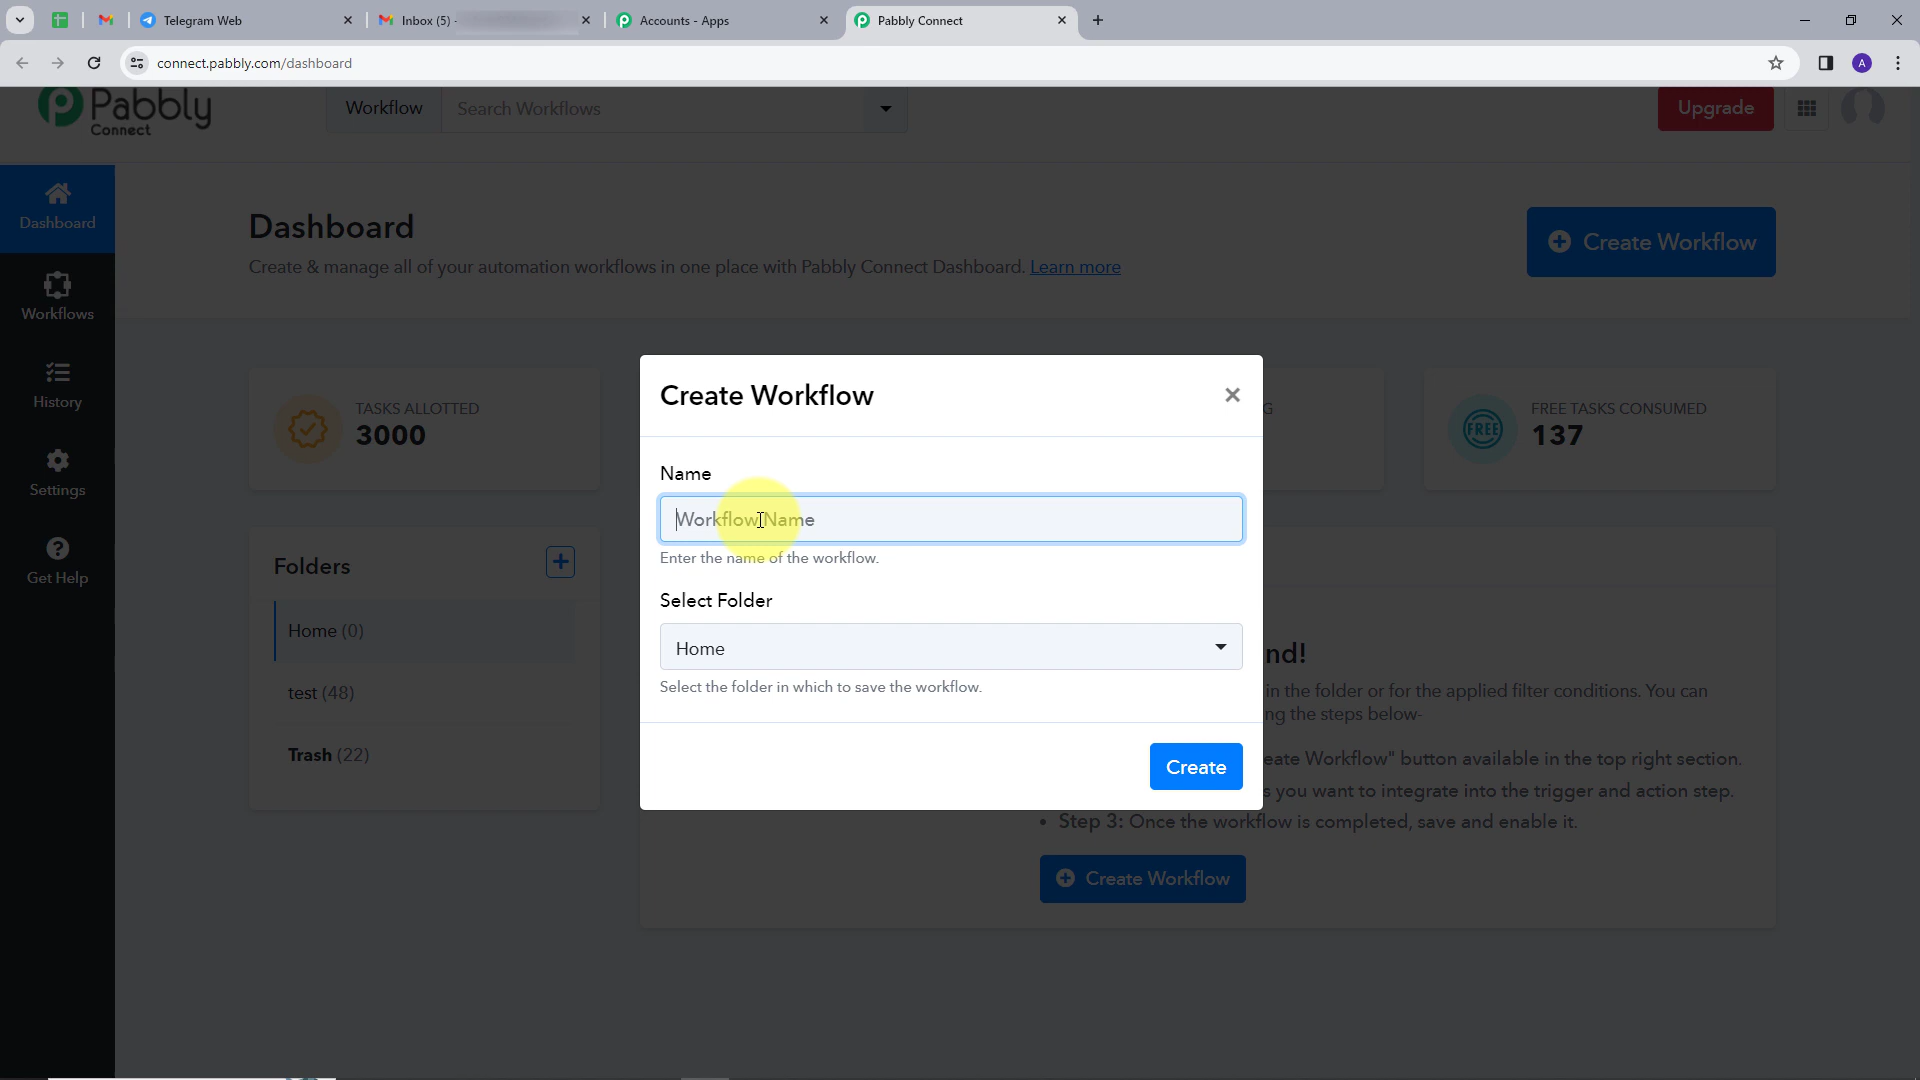 Telegram Web
Inbox (5) -
Accounts - Apps
Pabbly Connect
connect.pabbly.com/dashboard
A
Pabbly
Connect
Workflow
Search Workflows
Upgrade
Dashboard
Workflows
History
Settings
Get Help
Dashboard
Create & manage all of your automation workflows in one place with Pabbly Connect Dashboard. Learn more
Create Workflow
TASKS ALLOTTED
3000
G
FREE
FREE TASKS CONSUMED
137
Folders
Home (0)
test (48)
Trash (22)
Create Workflow
Name
Workflow Name
Enter the name of the workflow.
Select Folder
Home
Select the folder in which to save the workflow.
Create
nd!
in the folder or for the applied filter conditions. You can
ng the steps below-
eate Workflow" button available in the top right section.
s you want to integrate into the trigger and action step.
• Step 3: Once the workflow is completed, save and enable it.
Create Workflow